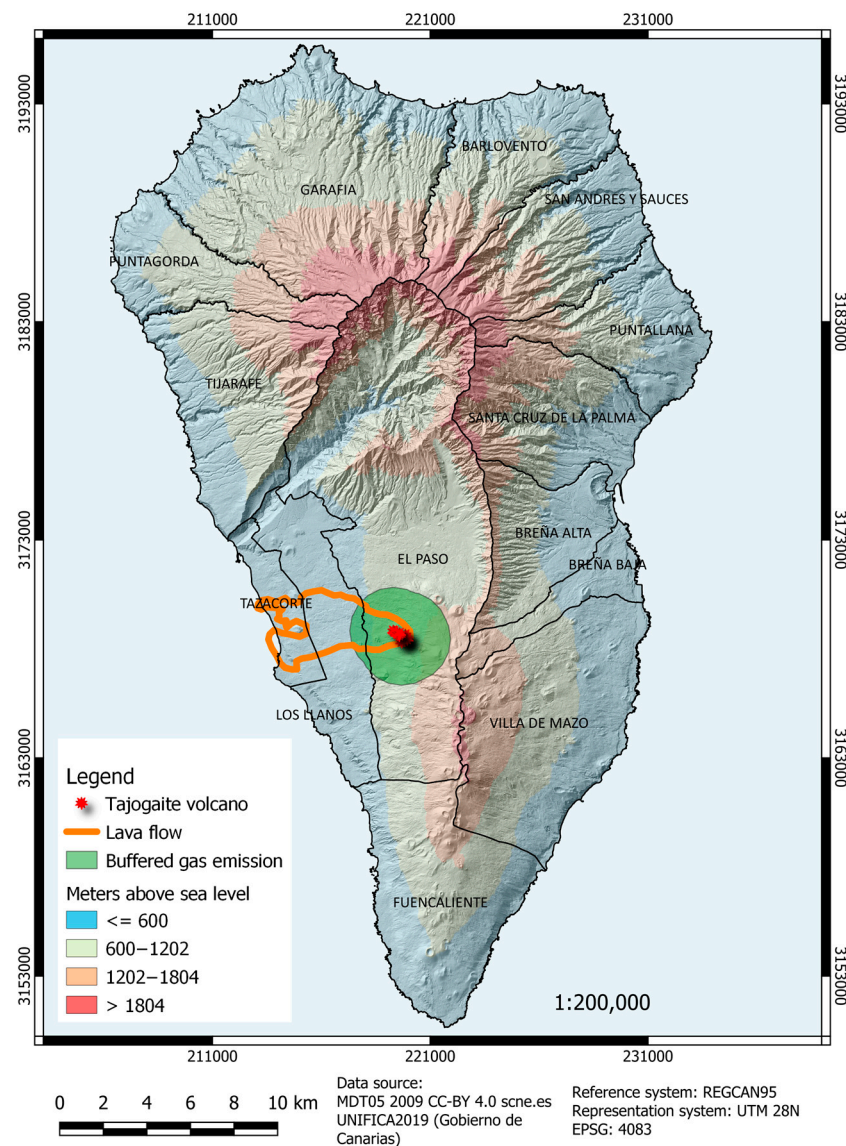 211000 221000 231000
3193000 3193000
BARLOVENTO
GARAFIA
SAN ANDRES Y SAUCES
PUNTAGORDA
3183000 3183000
PUNTALLANA
TIJARAFE
SANTA CRUZ DE LA PALMA
3173000 3173000
BREÑA ALTA
EL PASO
BREÑA BAJA
TAZACORTE
LOS LLANOS
VILLA DE MAZO
3163000 3163000
Legend
Tajogaite volcano
Lava flow
Buffered gas emission
Meters above sea level
<= 600
600−1202
1202−1804
> 1804
FUENCALIENTE
3153000 3153000
1:200,000
211000 221000 231000
0 2 4 6 8 10 km
Data source:
MDT05 2009 CC-BY 4.0 scne.es
UNIFICA2019 (Gobierno de
Canarias)
Reference system: REGCAN95
Representation system: UTM 28N
EPSG: 4083